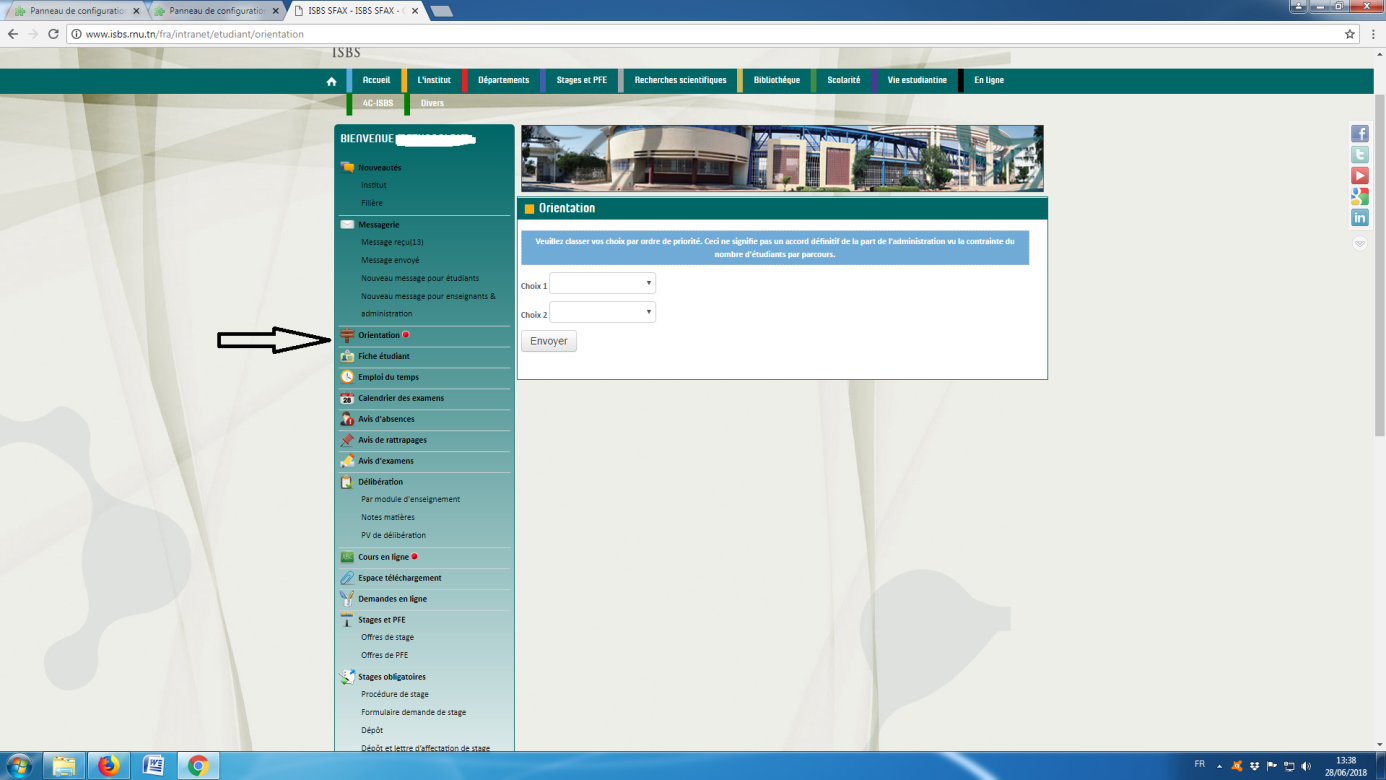 Panneau de configuration
Panneau de configuration
ISBS SFAX - ISBS SFAX -
www.isbs.rnu.tn/fra/intranet/etudiant/orientation
ISBS
Accueil
L'institut
Départements
Stages et PFE
Recherches scientifiques
Bibliothéque
Scolarité
Vie estudiantine
En ligne
4C-ISBS
Divers
BIENVENUE
Nouveautés
Institut
Filière
Messagerie
Message reçu(13)
Message envoyé
Nouveau message pour étudiants
Nouveau message pour enseignants &
administration
Orientation
Fiche étudiant
Emploi du temps
28
Calendrier des examens
Avis d'absences
Avis de rattrapages
Avis d'examens
Délibération
Par module d'enseignement
Notes matières
PV de délibération
Cours en ligne
Espace téléchargement
Demandes en ligne
Stages et PFE
Offres de stage
Offres de PFE
Stages obligatoires
Procédure de stage
Formulaire demande de stage
Dépôt
Dépôt et lettre d'affectation de stage
Orientation
Veuillez classer vos choix par ordre de priorité. Ceci ne signifie pas un accord définitif de la part de l'administration vu la contrainte du
nombre d'étudiants par parcours.
Choix 1
Choix 2
Envoyer
FR
13:38
28/06/2018